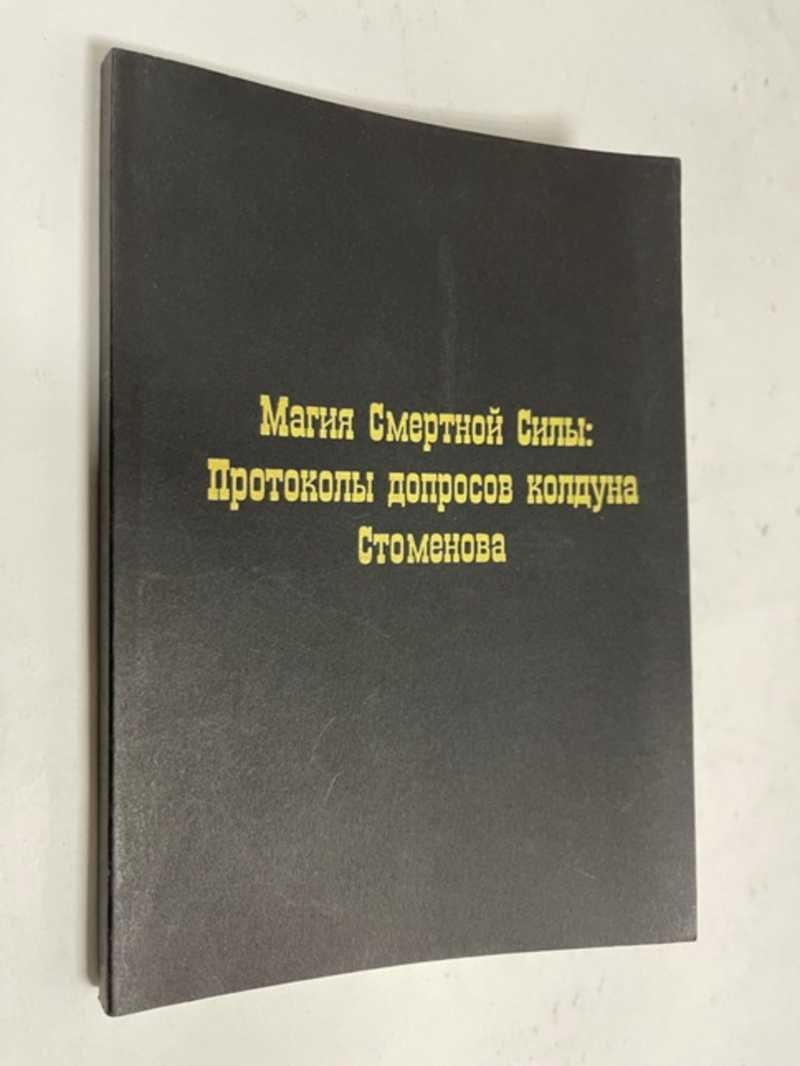 Магия Смертной Силы:
Протоколы допросов колдуна
Стоменова